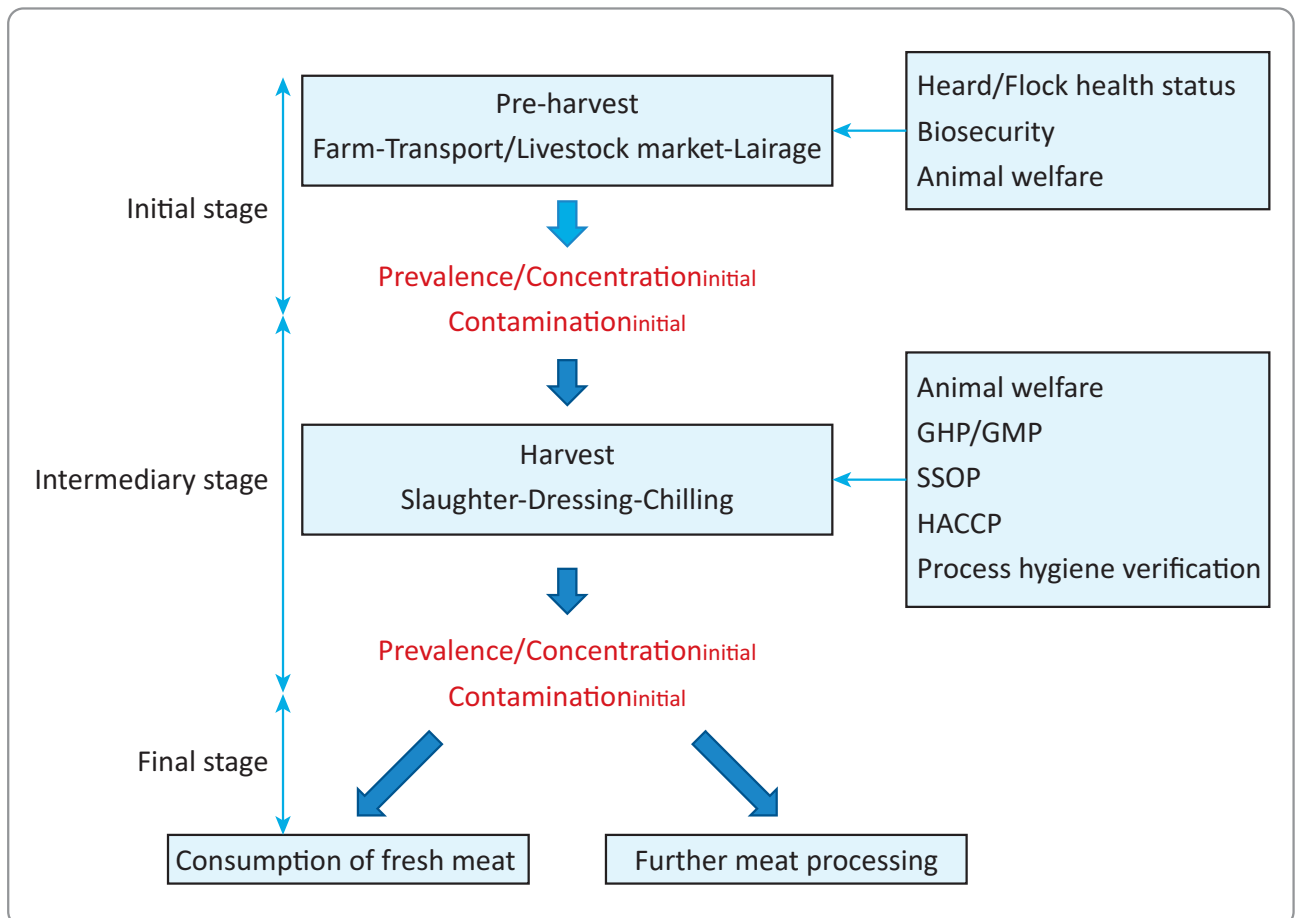 Pre-harvest
Farm-Transport/Livestock market-Lairage
Heard/Flock health status
Biosecurity
Animal welfare
Initial stage
Prevalence/Concentrationinitial
Contaminationinitial
Intermediary stage
Harvest
Slaughter-Dressing-Chilling
Animal welfare
GHP/GMP
SSOP
HACCP
Process hygiene verification
Prevalence/Concentrationinitial
Contaminationinitial
Final stage
Consumption of fresh meat
Further meat processing